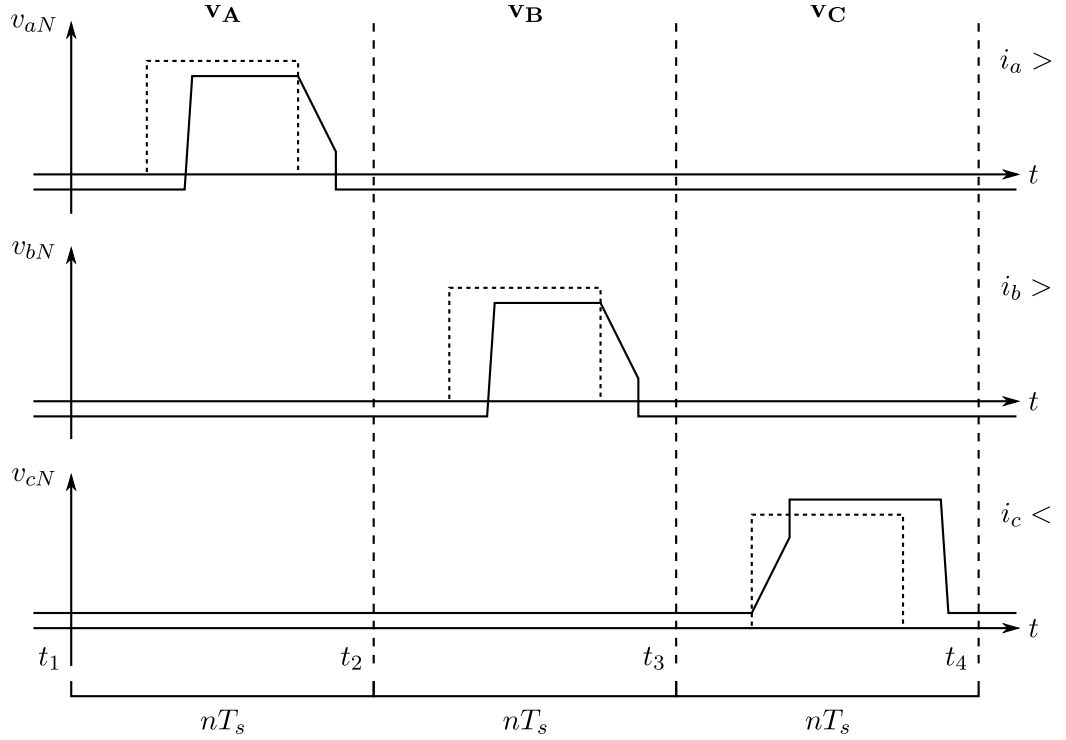 v_A v_B v_C
v_{aN}
i_a >
t
v_{bN}
i_b >
t
v_{cN}
i_c <
t
t_1 t_2 t_3 t_4
nT_s nT_s nT_s